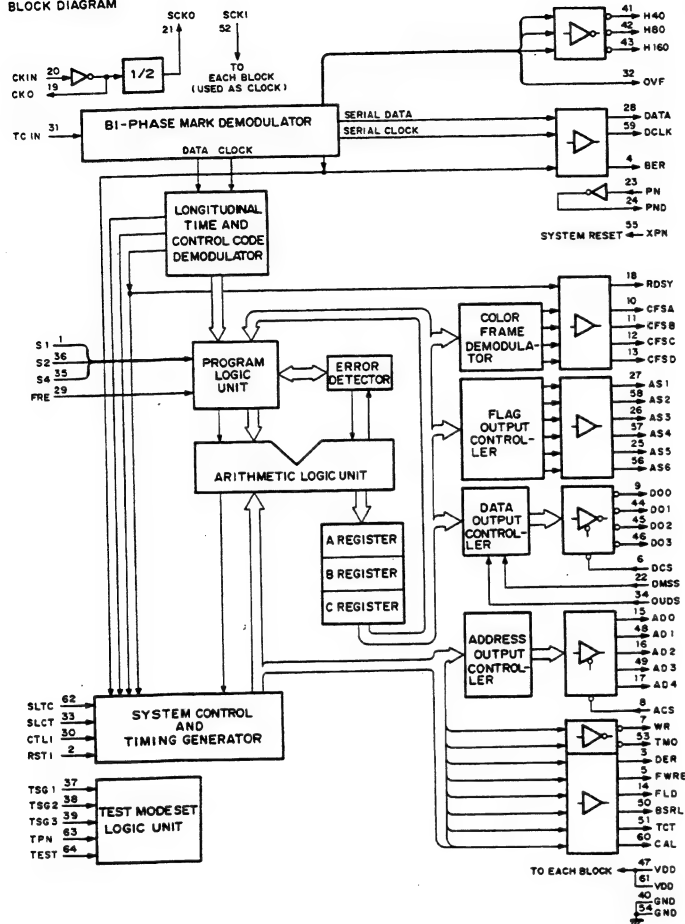 BLOCK DIAGRAM
SCKO
21
SCKI
52
TO
EACH BLOCK
(USED AS CLOCK)
CKIN 20
CKO 19
1/2
41 H40
42 H80
43 H160
32 OVF
TC IN 31
BI-PHASE MARK DEMODULATOR
DATA CLOCK
SERIAL DATA
SERIAL CLOCK
28 DATA
59 DCLK
4 BER
23 PN
24 PND
SYSTEM RESET 55 XPN
LONGITUDINAL
TIME AND
CONTROL CODE
DEMODULATOR
18 RDSY
COLOR
FRAME
DEMODULA-
TOR
10 CFSA
11 CFSB
12 CFSC
13 CFSD
S1 1
S2 36
S4 35
FRE 29
PROGRAM
LOGIC
UNIT
ERROR
DETECTOR
FLAG
OUTPUT
CONTROL-
LER
27 AS1
58 AS2
26 AS3
57 AS4
25 AS5
56 AS6
ARITHMETIC LOGIC UNIT
A REGISTER
B REGISTER
C REGISTER
DATA
OUTPUT
CONTROL-
LER
9 DO0
44 DO1
45 DO2
46 DO3
6 DCS
22 DMSS
34 OUDS
ADDRESS
OUTPUT
CONTROL-
LER
15 AD0
48 AD1
16 AD2
49 AD3
17 AD4
8 ACS
SLTC 62
SLCT 33
CTLI 30
RSTI 2
SYSTEM CONTROL
AND
TIMING GENERATOR
7 WR
53 TMO
3 DER
5 FWRE
14 FLD
50 BSRL
51 TCT
60 CAL
TSG1 37
TSG2 38
TSG3 39
TPN 63
TEST 64
TEST MODE SET
LOGIC UNIT
TO EACH BLOCK 47 VDD
61 VDD
40 GND
54 GND